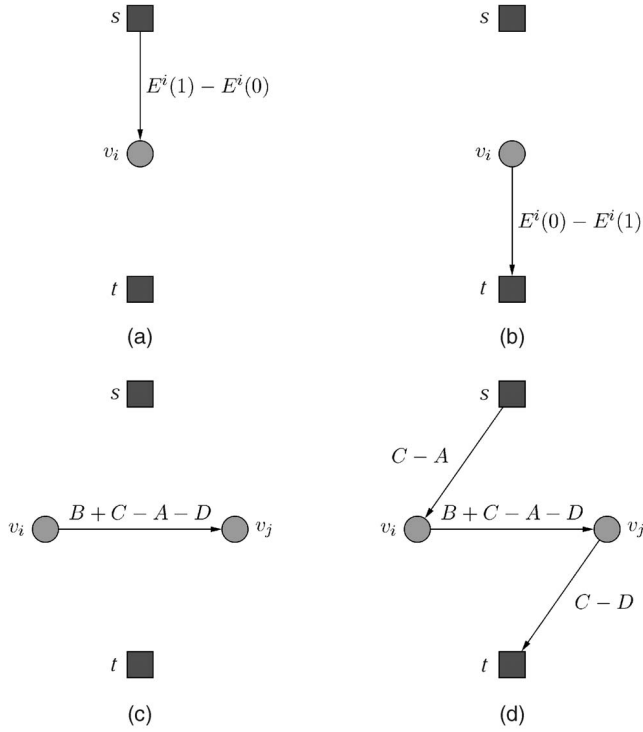 s
s
E^i(1) − E^i(0)
v_i
v_i
E^i(0) − E^i(1)
t
t
(a)
(b)
s
s
C − A
v_i
B + C − A − D
v_j
v_i
B + C − A − D
v_j
C − D
t
t
(c)
(d)